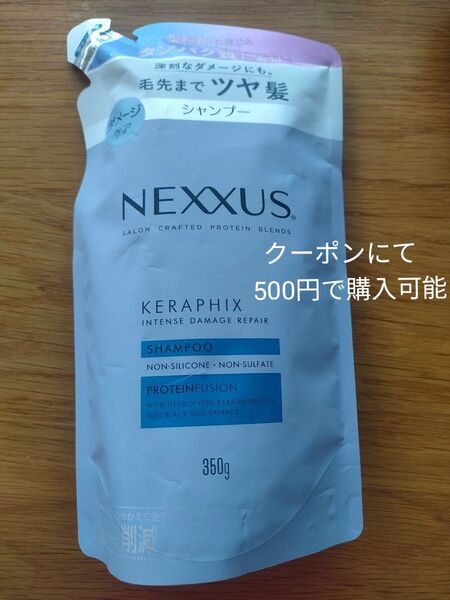 深刻なダメージにも。
毛先まで ツヤ髪
シャンプー
ダメージ
ケア
NEXXUS®
SALON CRAFTED PROTEIN BLENDS
クーポンにて
500円で購入可能
KERAPHIX
INTENSE DAMAGE REPAIR
SHAMPOO
NON-SILICONE・NON-SULFATE
PROTEINFUSION
WITH HYDROLYZED KERATIN PROTEIN
AND BLACK RICE EXTRACT
350g
削減